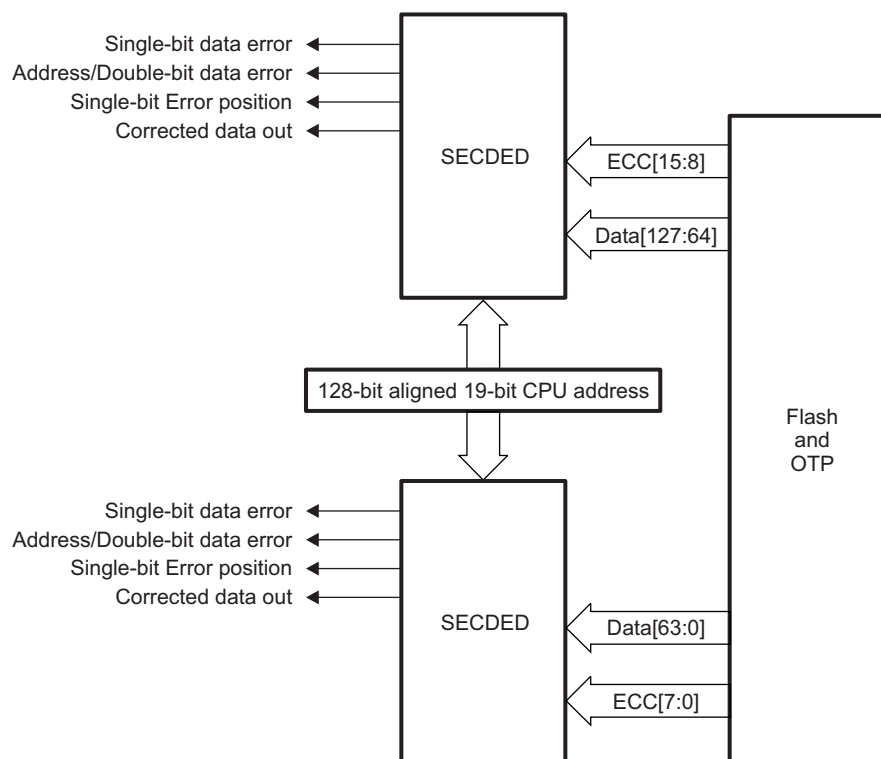 Single-bit data error
Address/Double-bit data error
Single-bit Error position
Corrected data out
SECDED
ECC[15:8]
Data[127:64]
128-bit aligned 19-bit CPU address
Flash
and
OTP
Single-bit data error
Address/Double-bit data error
Single-bit Error position
Corrected data out
SECDED
Data[63:0]
ECC[7:0]